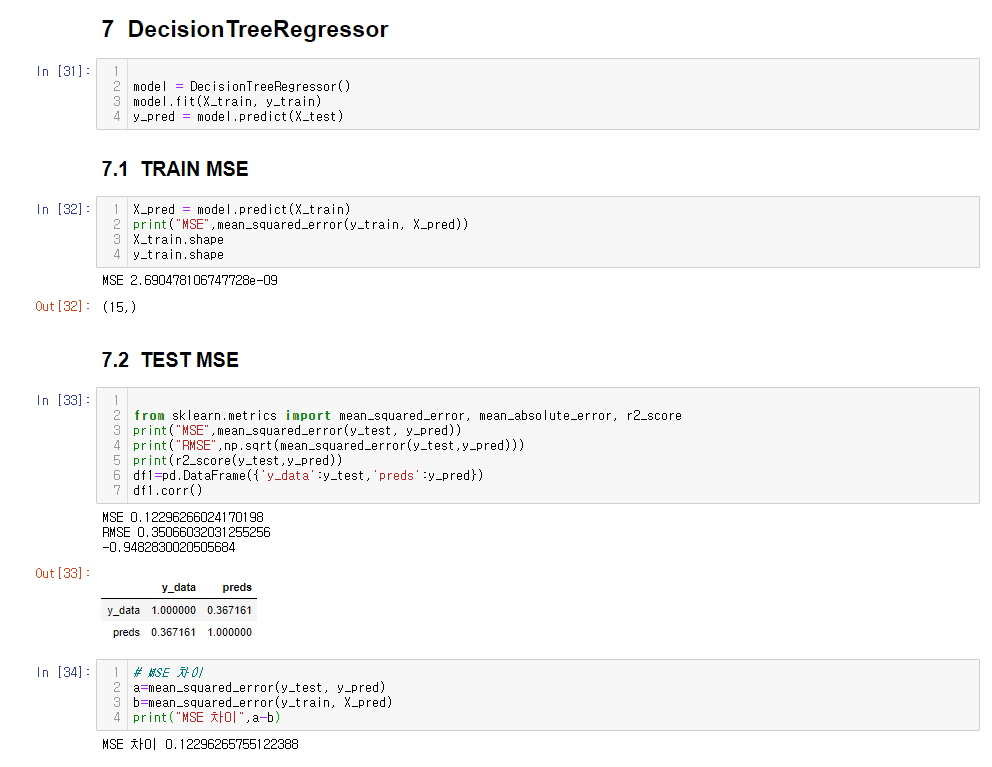 7 DecisionTreeRegressor
In [31]:
1
2 model = DecisionTreeRegressor()
3 model.fit(X_train, y_train)
4 y_pred = model.predict(X_test)
7.1 TRAIN MSE
In [32]:
1 X_pred = model.predict(X_train)
2 print("MSE",mean_squared_error(y_train, X_pred))
3 X_train.shape
4 y_train.shape
MSE 2.690478106747728e-09
Out[32]: (15,)
7.2 TEST MSE
In [33]:
1
2 from sklearn.metrics import mean_squared_error, mean_absolute_error, r2_score
3 print("MSE",mean_squared_error(y_test, y_pred))
4 print("RMSE",np.sqrt(mean_squared_error(y_test,y_pred)))
5 print(r2_score(y_test,y_pred))
6 df1=pd.DataFrame({'y_data':y_test,'preds':y_pred})
7 df1.corr()
MSE 0.12296266024170198
RMSE 0.35066032031255256
-0.9482830020505684
Out[33]:
y_data preds
y_data 1.000000 0.367161
preds 0.367161 1.000000
In [34]:
1 # MSE 차이
2 a=mean_squared_error(y_test, y_pred)
3 b=mean_squared_error(y_train, X_pred)
4 print("MSE 차이",a-b)
MSE 차이 0.12296265755122388